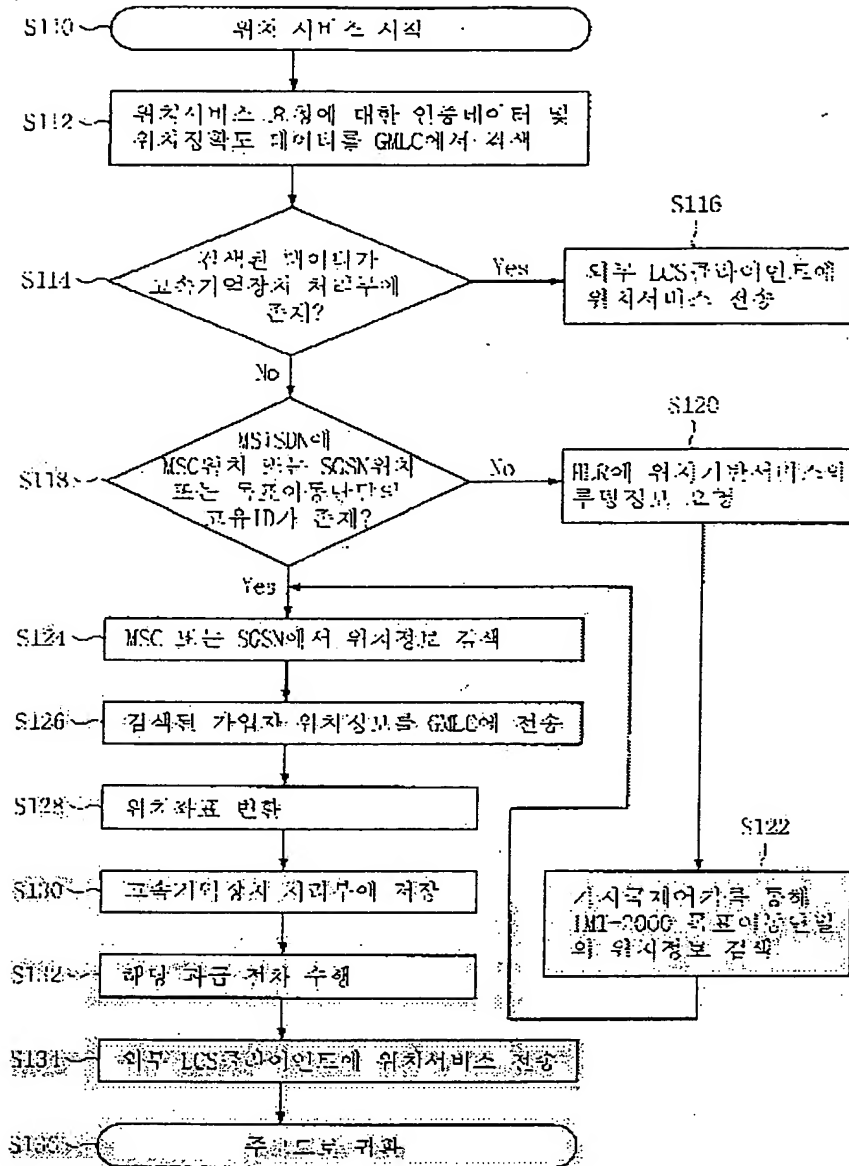 S110
위치 서비스 시작
S112
위치서비스 요청에 대한 인증데이터 및
위치정확도 데이터를 GMLC에서 검색
S114
검색된 데이터가
고속기억장치 처리부에
존재?
Yes
No
S116
외부 LCS클라이언트에
위치서비스 전송
S118
MSISDN에
MSC위치 또는 SGSN위치
또는 목표이동단말의
고유ID가 존재?
No
Yes
S120
HLR에 위치기반서비스의
루팅정보 요청
S124
MSC 또는 SGSN에서 위치정보 검색
S126
검색된 가입자 위치정보를 GMLC에 전송
S128
위치좌표 변환
S122
기지국제어기를 통해
IMT-2000 목표이동단말
의 위치정보 검색
S130
고속기억장치 처리부에 저장
S132
해당 과금 절차 수행
S134
외부 LCS클라이언트에 위치서비스 전송
귀환